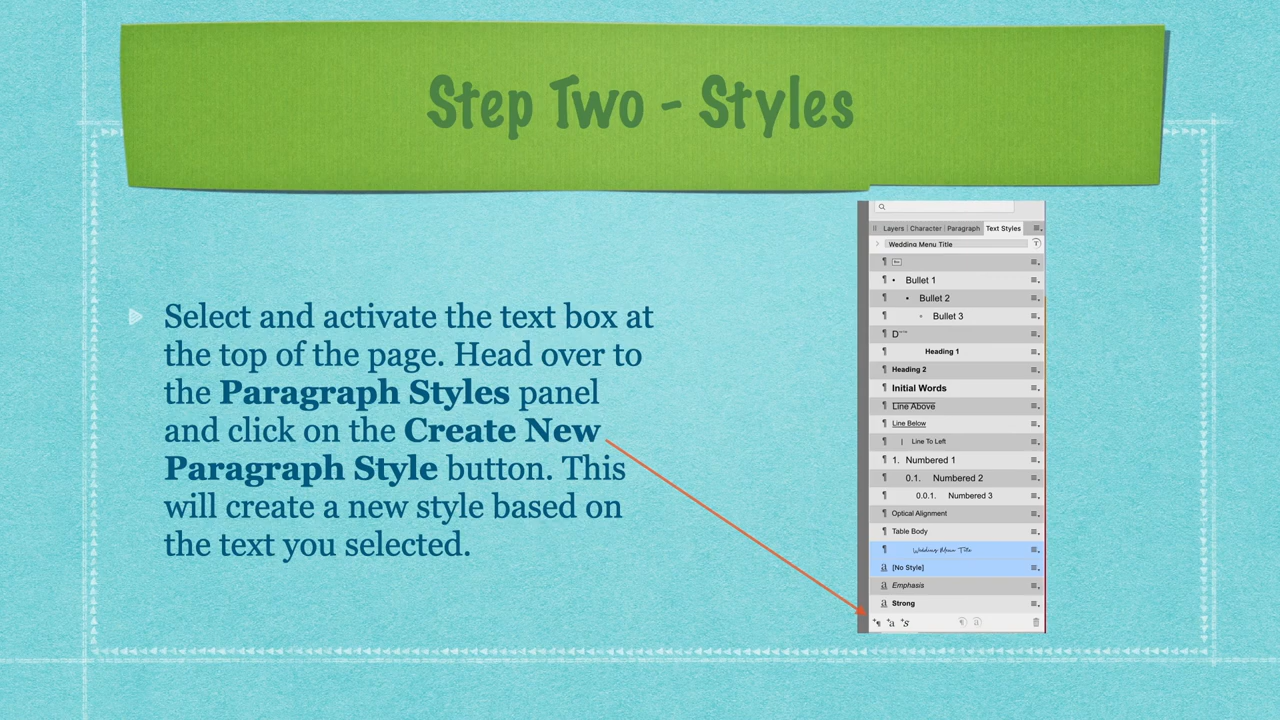 Step Two - Styles
Select and activate the text box at
the top of the page. Head over to
the Paragraph Styles panel
and click on the Create New
Paragraph Style button. This
will create a new style based on
the text you selected.
Layers Character Paragraph Text Styles
Wedding Menu Title
• Bullet 1
• Bullet 2
Bullet 3
Heading 1
Heading 2
Initial Words
Line Above
Line Below
| Line To Left
1. Numbered 1
0.1. Numbered 2
0.0.1. Numbered 3
Optical Alignment
Table Body
Wedding Menu Title
a [No Style]
a Emphasis
a Strong